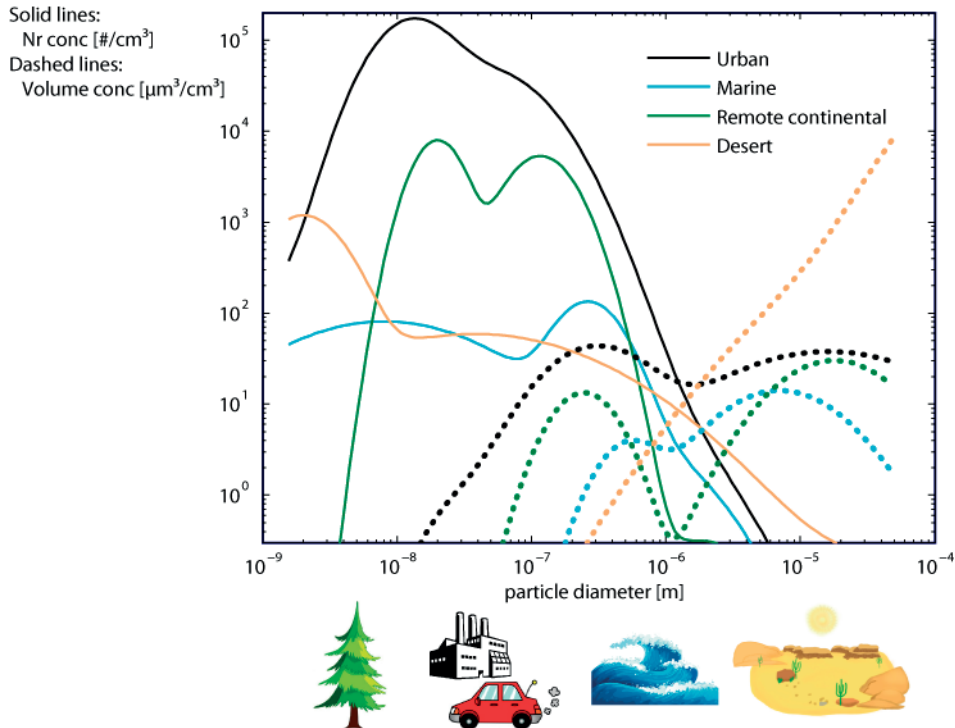 Solid lines:
Nr conc [#/cm³]
Dashed lines:
Volume conc [µm³/cm³]
Urban
Marine
Remote continental
Desert
10⁵
10⁴
10³
10²
10¹
10⁰
10⁻⁹ 10⁻⁸ 10⁻⁷ 10⁻⁶ 10⁻⁵ 10⁻⁴
particle diameter [m]